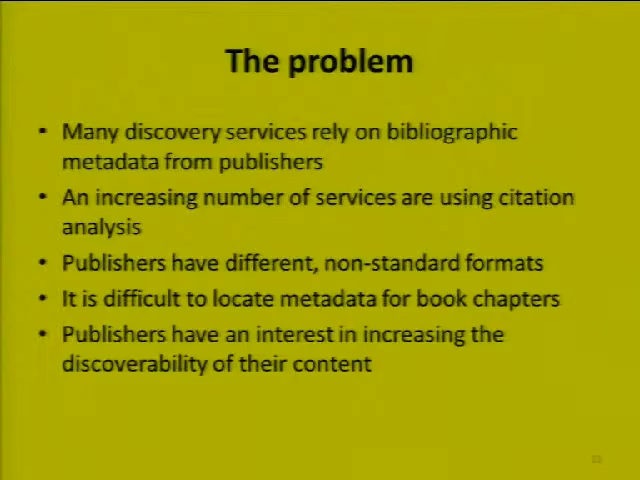 The problem
• Many discovery services rely on bibliographic
metadata from publishers
• An increasing number of services are using citation
analysis
• Publishers have different, non-standard formats
• It is difficult to locate metadata for book chapters
• Publishers have an interest in increasing the
discoverability of their content